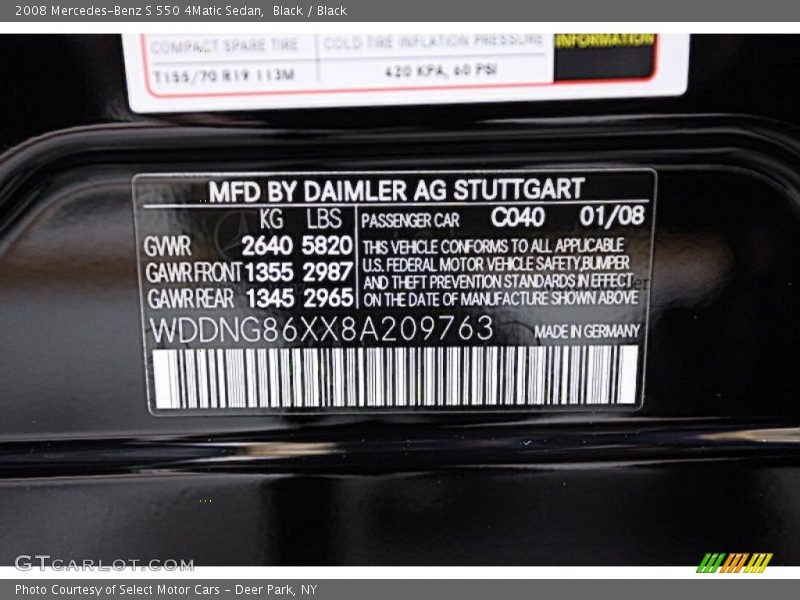 2008 Mercedes-Benz S 550 4Matic Sedan, Black / Black
COMPACT SPARE TIRE COLD TIRE INFLATION PRESSURE INFORMATION
T155/70 R19 113M 420 KPA, 60 PSI
MFD BY DAIMLER AG STUTTGART
KG LBS PASSENGER CAR C040 01/08
GVWR 2640 5820 THIS VEHICLE CONFORMS TO ALL APPLICABLE
GAWR FRONT 1355 2987 U.S. FEDERAL MOTOR VEHICLE SAFETY, BUMPER
AND THEFT PREVENTION STANDARDS IN EFFECT
GAWR REAR 1345 2965 ON THE DATE OF MANUFACTURE SHOWN ABOVE
WDDNG86XX8A209763 MADE IN GERMANY
GTCARLOT.COM
Photo Courtesy of Select Motor Cars - Deer Park, NY